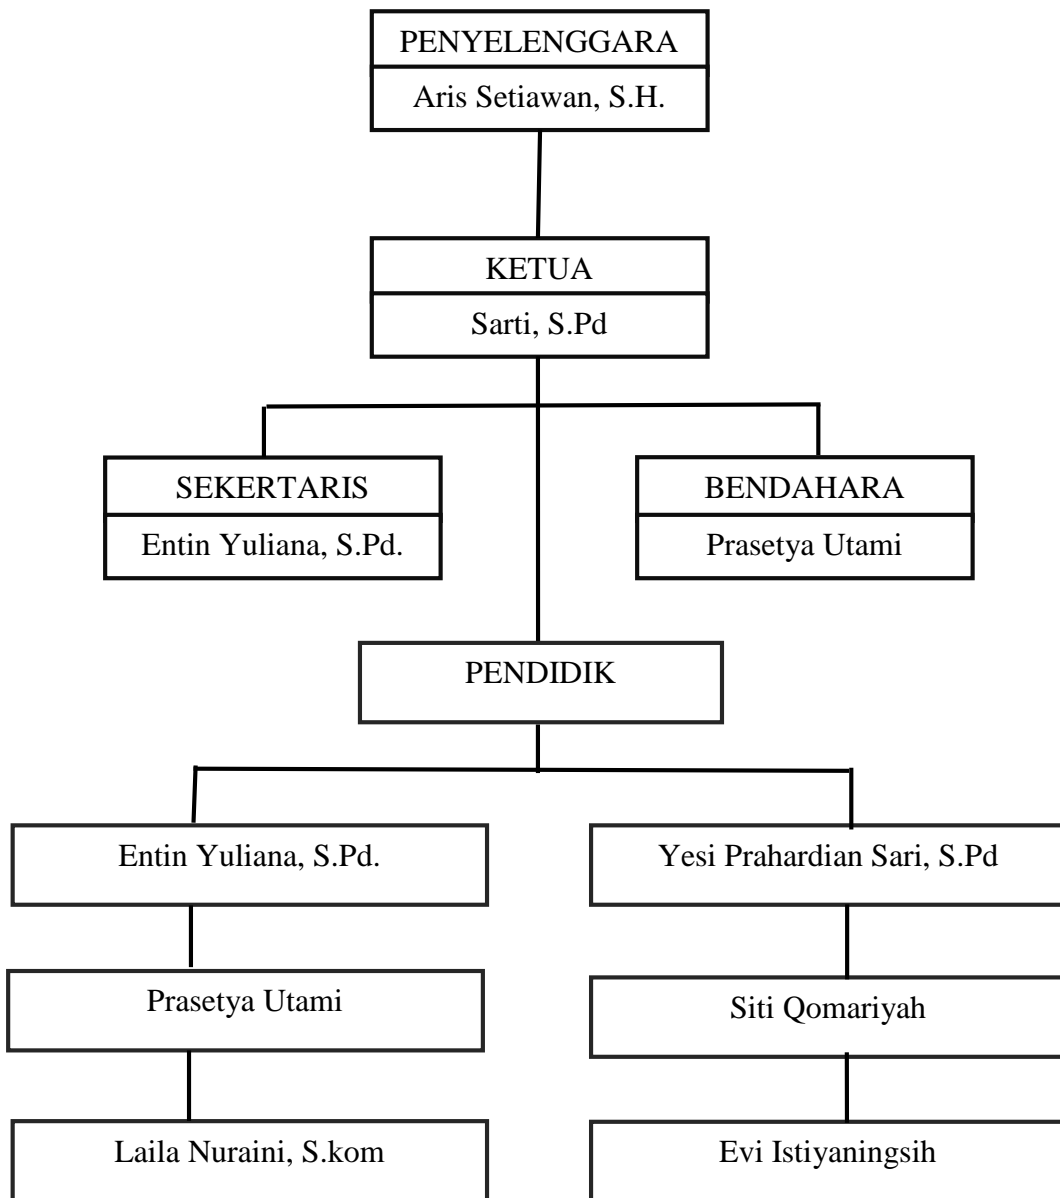 PENYELENGGARA
Aris Setiawan, S.H.
KETUA
Sarti, S.Pd
SEKERTARIS
Entin Yuliana, S.Pd.
BENDAHARA
Prasetya Utami
PENDIDIK
Entin Yuliana, S.Pd.
Yesi Prahardian Sari, S.Pd
Prasetya Utami
Siti Qomariyah
Laila Nuraini, S.kom
Evi Istiyaningsih